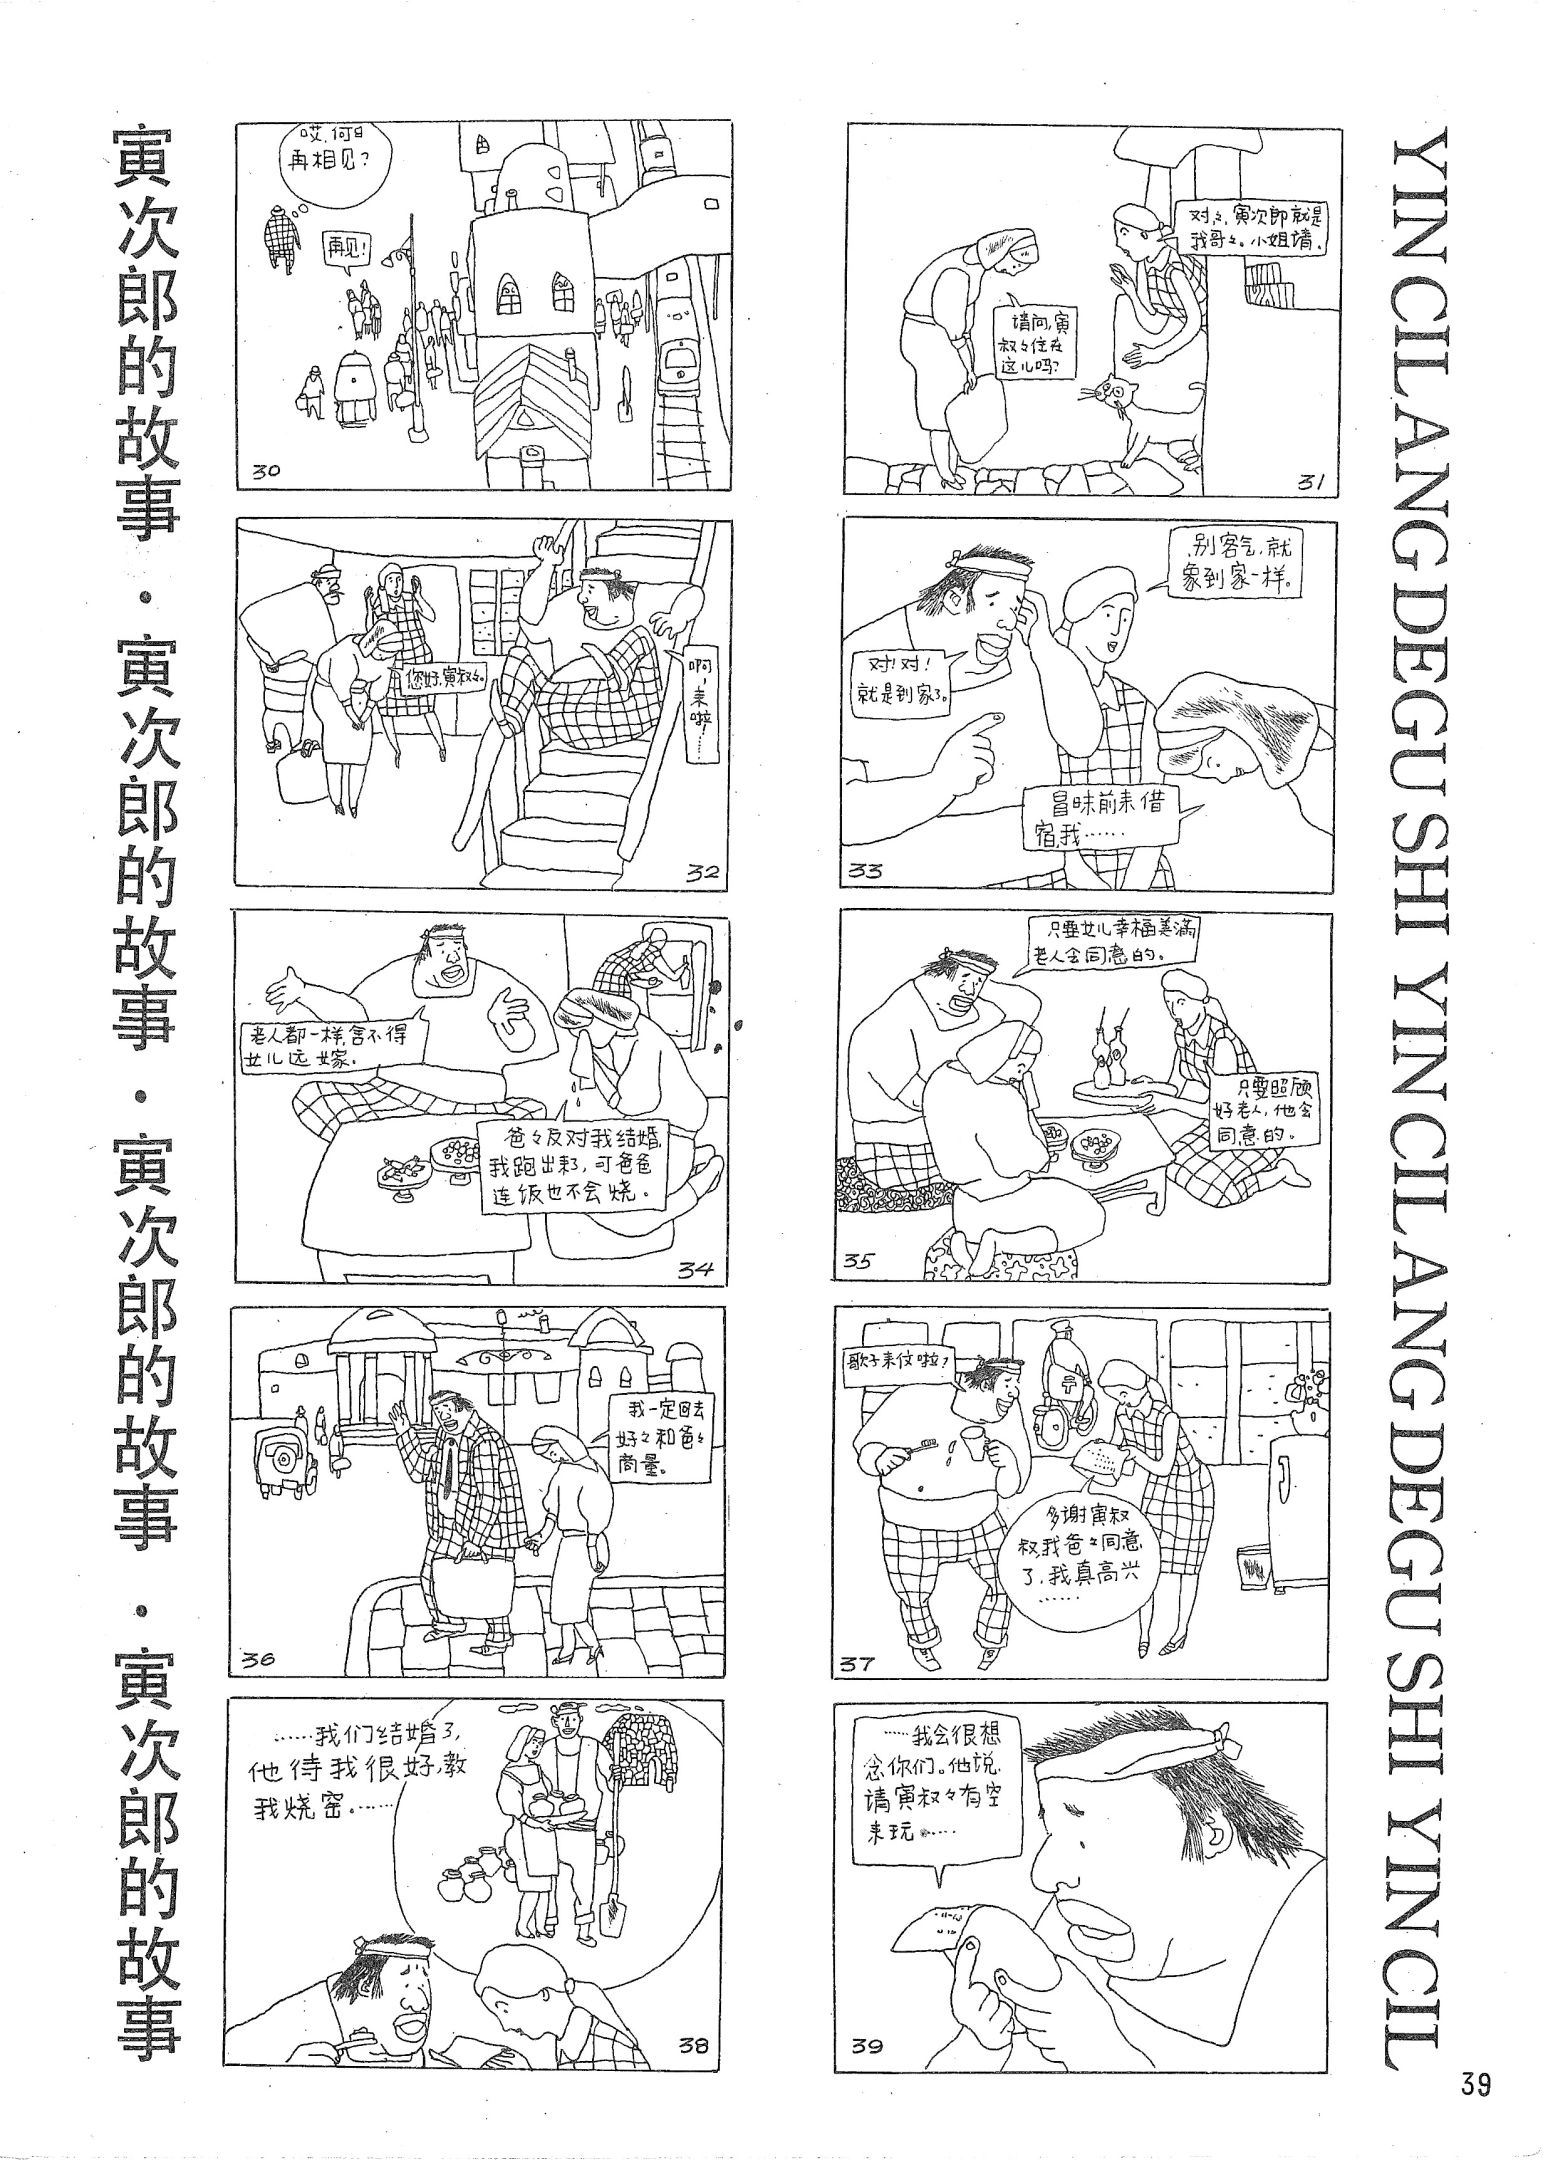 寅次郎的故事·寅次郎的故事·寅次郎的故事·寅次郎的故事
哎,何日
再相见?
再见!
30
对々,寅次郎就是
我哥々。小姐请.
请问,寅
叔々住在
这儿吗?
31
您好,寅叔々。
啊,
来
啦
……
32
别客气,就
象到家一样。
对!对!
就是到家了。
冒昧前来借
宿,我……
33
老人都一样,舍不得
女儿远嫁.
爸々反对我结婚,
我跑出来了,可爸爸
连饭也不会烧。
34
只要女儿幸福美满
老人会同意的.
只要照顾
好老人,他会
同意的。
35
我一定回去
好々和爸々
商量。
36
歌子来仪啦?
多谢寅叔
叔,我爸々同意
了.我真高兴
……
37
……我们结婚了,
他待我很好,教
我烧窑.……
38
……我会很想
念你们。他说.
请寅叔々有空
来玩……
39
YIN CILANG DEGU SHI YIN CILANG DEGU SHI YIN CIL
39